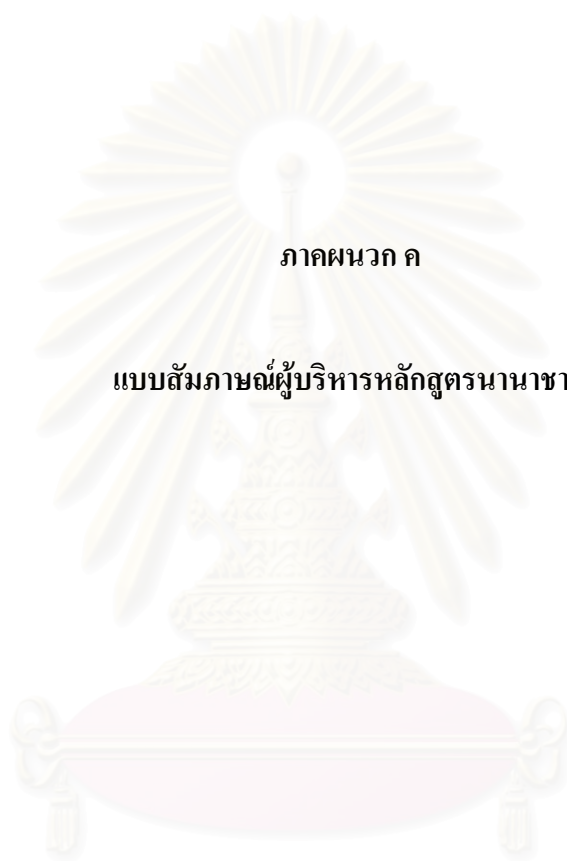 ภาคผนวก ค
แบบสัมภาษณ์ผู้บริหารหลักสูตรนานาชา